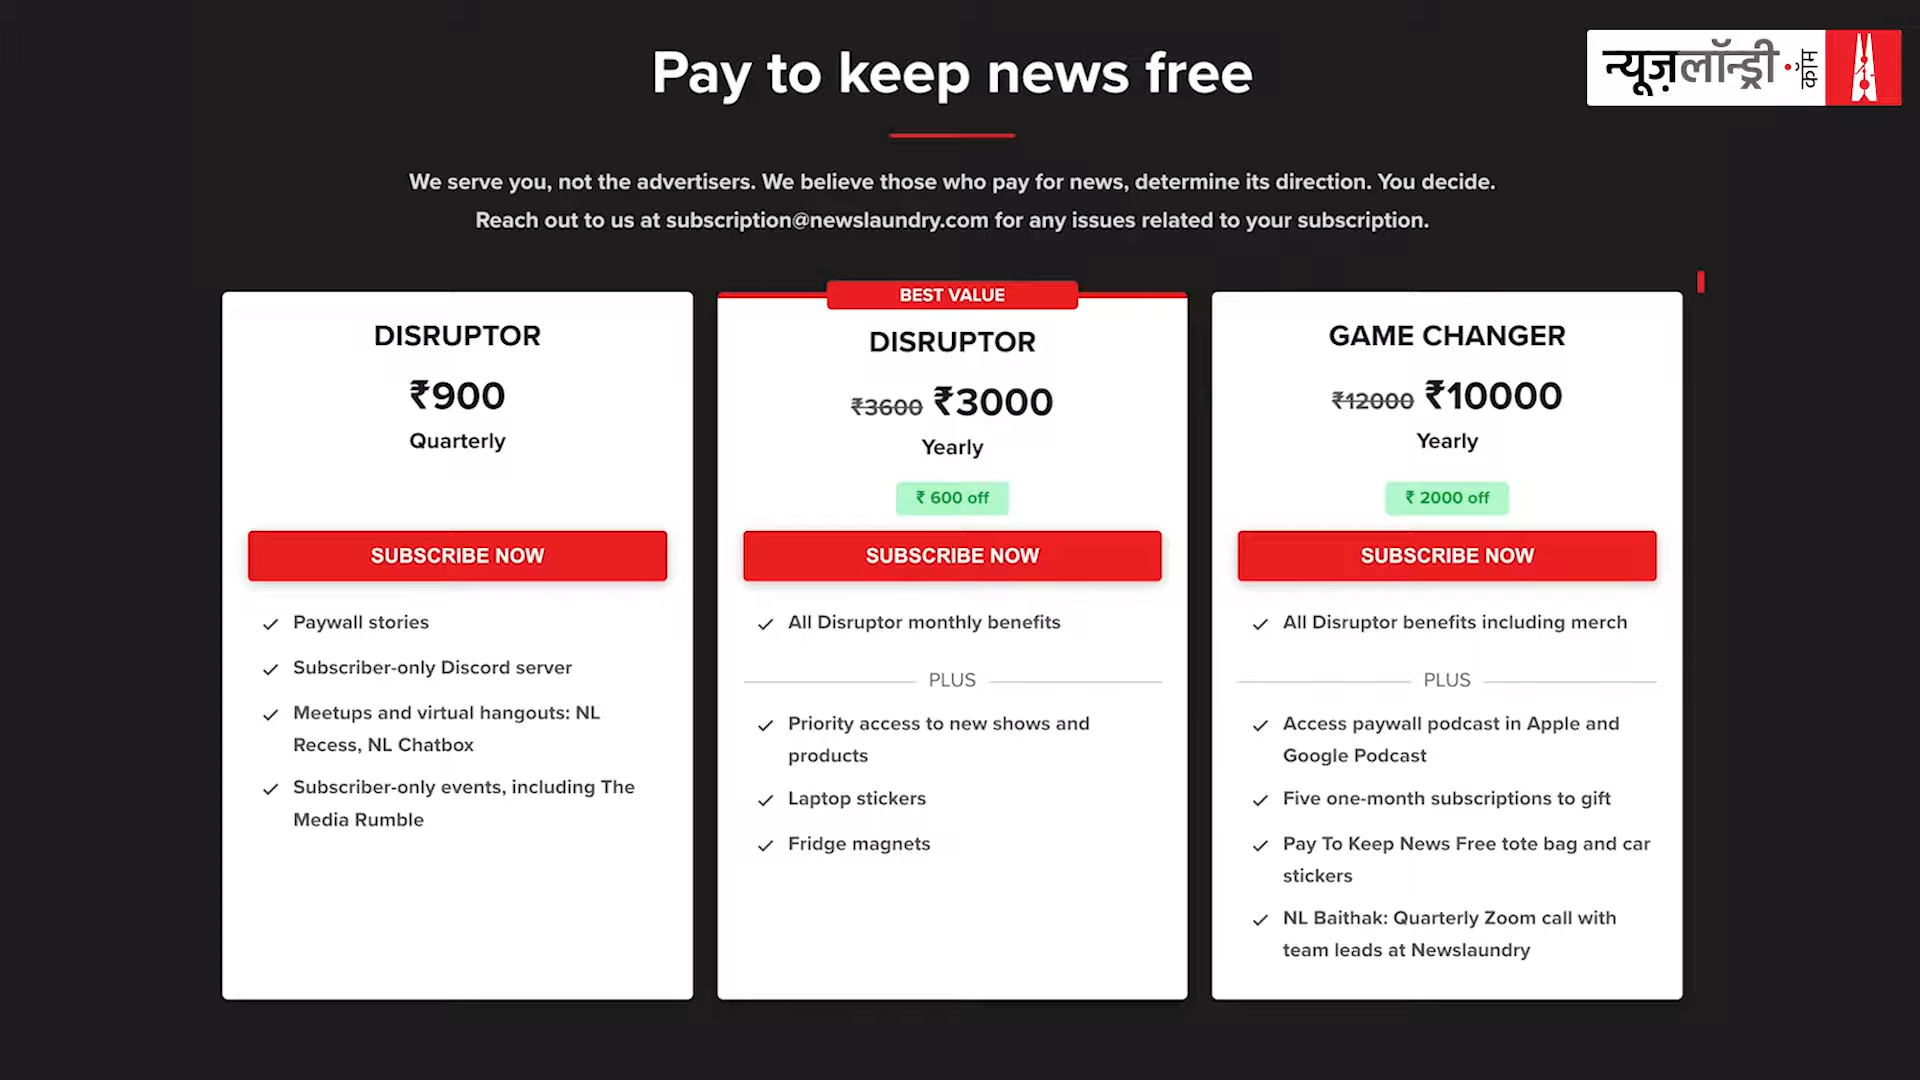 Pay to keep news free
न्यूज़लॉन्ड्री.कॉम
We serve you, not the advertisers. We believe those who pay for news, determine its direction. You decide.
Reach out to us at subscription@newslaundry.com for any issues related to your subscription.
DISRUPTOR
₹900
Quarterly
SUBSCRIBE NOW
Paywall stories
Subscriber-only Discord server
Meetups and virtual hangouts: NL
Recess, NL Chatbox
Subscriber-only events, including The
Media Rumble
BEST VALUE
DISRUPTOR
₹3600 ₹3000
Yearly
₹ 600 off
SUBSCRIBE NOW
All Disruptor monthly benefits
PLUS
Priority access to new shows and
products
Laptop stickers
Fridge magnets
GAME CHANGER
₹12000 ₹10000
Yearly
₹ 2000 off
SUBSCRIBE NOW
All Disruptor benefits including merch
PLUS
Access paywall podcast in Apple and
Google Podcast
Five one-month subscriptions to gift
Pay To Keep News Free tote bag and car
stickers
NL Baithak: Quarterly Zoom call with
team leads at Newslaundry